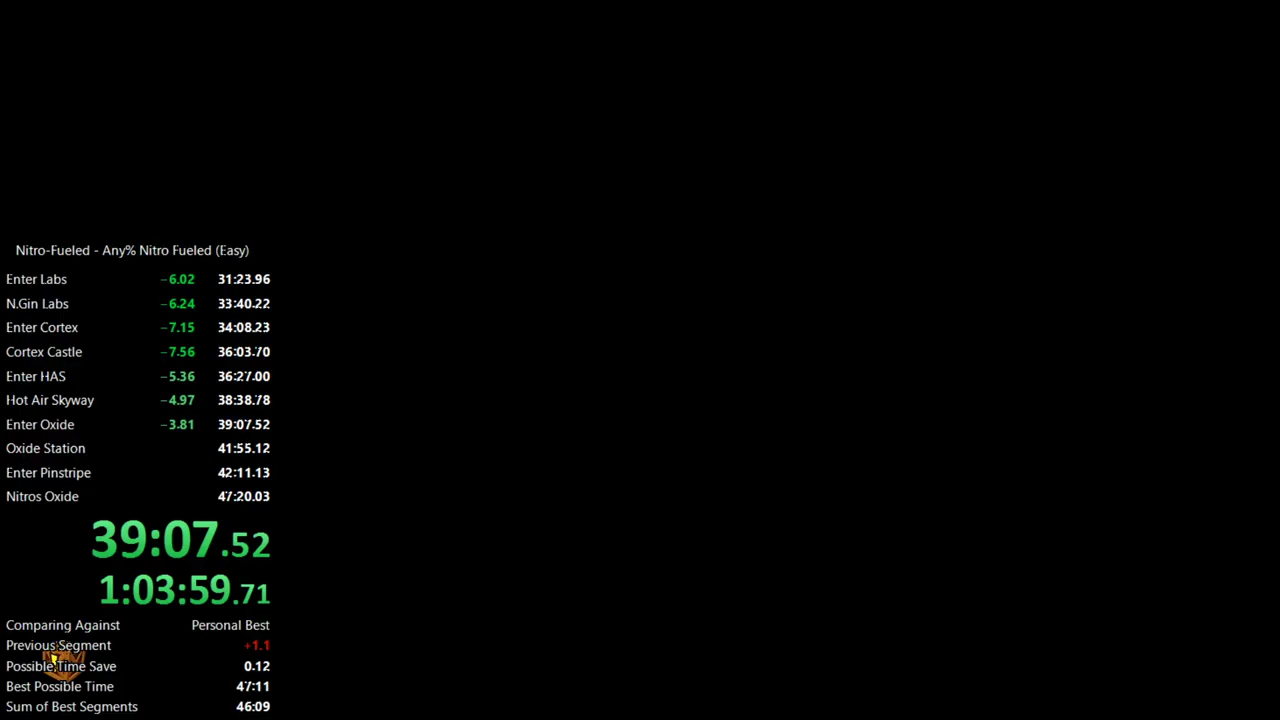 Nitro-Fueled - Any% Nitro Fueled (Easy)
Enter Labs −6.02 31:23.96
N.Gin Labs −6.24 33:40.22
Enter Cortex −7.15 34:08.23
Cortex Castle −7.56 36:03.70
Enter HAS −5.36 36:27.00
Hot Air Skyway −4.97 38:38.78
Enter Oxide −3.81 39:07.52
Oxide Station 41:55.12
Enter Pinstripe 42:11.13
Nitros Oxide 47:20.03
39:07.52
1:03:59.71
Comparing Against Personal Best
Previous Segment +1.1
Possible Time Save 0.12
Best Possible Time 47:11
Sum of Best Segments 46:09